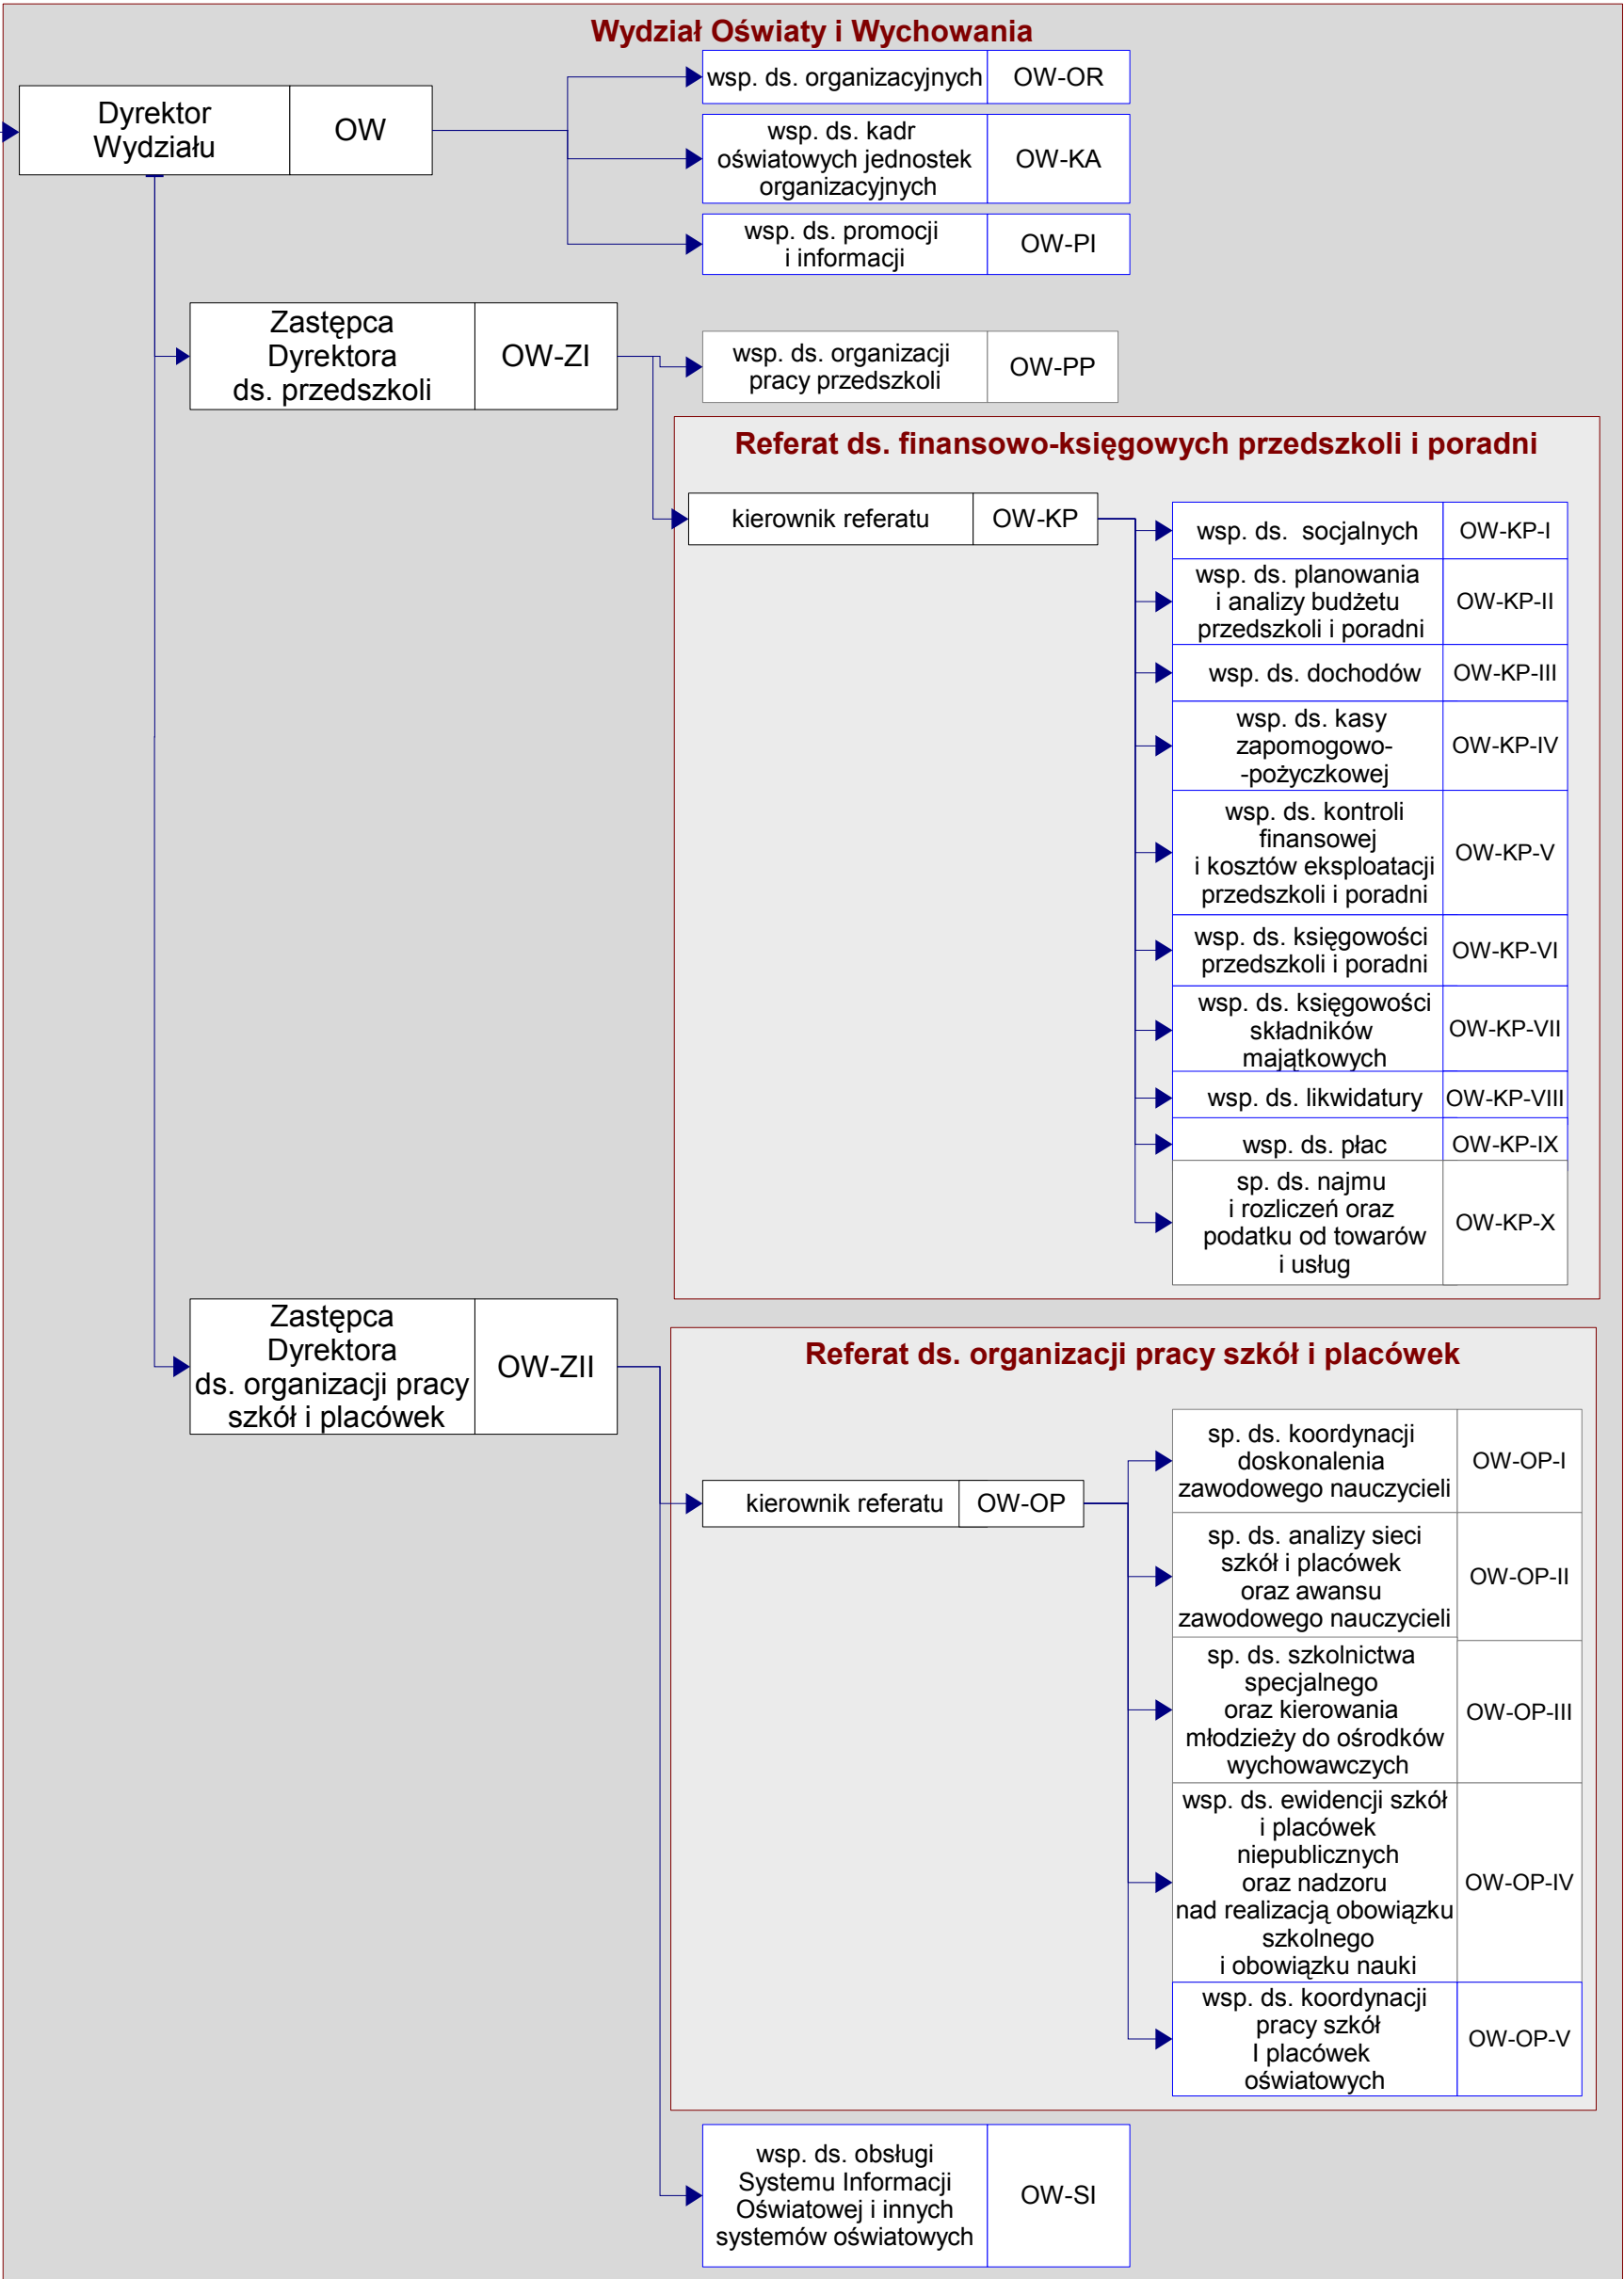 Wydział Oświaty i Wychowania
wsp. ds. organizacyjnych
OW-OR
Dyrektor
Wydziału
OW
wsp. ds. kadr
oświatowych jednostek
organizacyjnych
OW-KA
wsp. ds. promocji
i informacji
OW-PI
Zastępca
Dyrektora
ds. przedszkoli
OW-ZI
wsp. ds. organizacji
pracy przedszkoli
OW-PP
Referat ds. finansowo-księgowych przedszkoli i poradni
kierownik referatu
OW-KP
wsp. ds. socjalnych
OW-KP-I
wsp. ds. planowania
i analizy budżetu
przedszkoli i poradni
OW-KP-II
wsp. ds. dochodów
OW-KP-III
wsp. ds. kasy
zapomogowo-
-pożyczkowej
OW-KP-IV
wsp. ds. kontroli
finansowej
i kosztów eksploatacji
przedszkoli i poradni
OW-KP-V
wsp. ds. księgowości
przedszkoli i poradni
OW-KP-VI
wsp. ds. księgowości
składników
majątkowych
OW-KP-VII
wsp. ds. likwidatury
OW-KP-VIII
wsp. ds. płac
OW-KP-IX
sp. ds. najmu
i rozliczeń oraz
podatku od towarów
i usług
OW-KP-X
Zastępca
Dyrektora
ds. organizacji pracy
szkół i placówek
OW-ZII
Referat ds. organizacji pracy szkół i placówek
kierownik referatu
OW-OP
sp. ds. koordynacji
doskonalenia
zawodowego nauczycieli
OW-OP-I
sp. ds. analizy sieci
szkół i placówek
oraz awansu
zawodowego nauczycieli
OW-OP-II
sp. ds. szkolnictwa
specjalnego
oraz kierowania
młodzieży do ośrodków
wychowawczych
OW-OP-III
wsp. ds. ewidencji szkół
i placówek
niepublicznych
oraz nadzoru
nad realizacją obowiązku
szkolnego
i obowiązku nauki
OW-OP-IV
wsp. ds. koordynacji
pracy szkół
I placówek
oświatowych
OW-OP-V
wsp. ds. obsługi
Systemu Informacji
Oświatowej i innych
systemów oświatowych
OW-SI